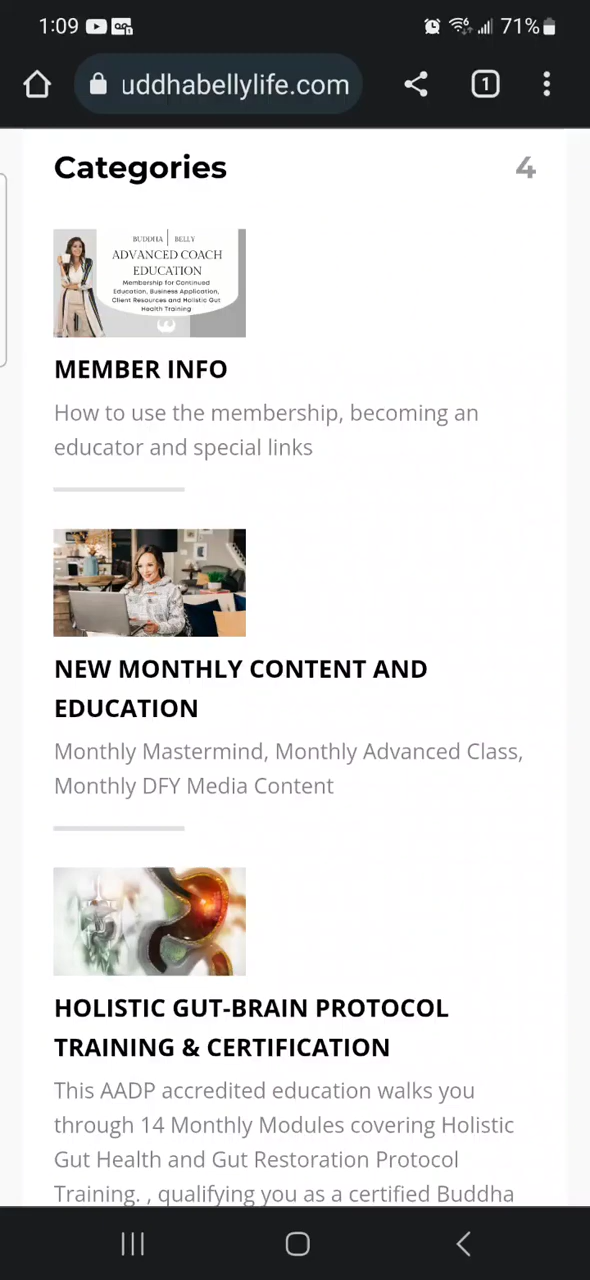 1:09
71%
uddhabellylife.com
1
Categories
4
BUDDHA | BELLY
ADVANCED COACH
EDUCATION
Membership for Continued
Education, Business Application,
Client Resources and Holistic Gut
Health Training
MEMBER INFO
How to use the membership, becoming an
educator and special links
NEW MONTHLY CONTENT AND
EDUCATION
Monthly Mastermind, Monthly Advanced Class,
Monthly DFY Media Content
HOLISTIC GUT-BRAIN PROTOCOL
TRAINING & CERTIFICATION
This AADP accredited education walks you
through 14 Monthly Modules covering Holistic
Gut Health and Gut Restoration Protocol
Training. , qualifying you as a certified Buddha